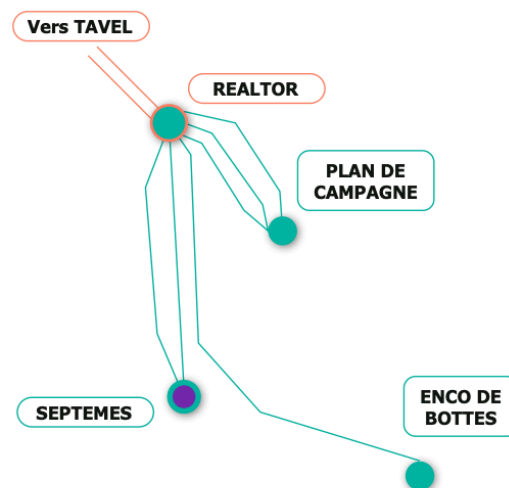 Vers TAVEL
REALTOR
PLAN DE
CAMPAGNE
SEPTEMES
ENCO DE
BOTTES